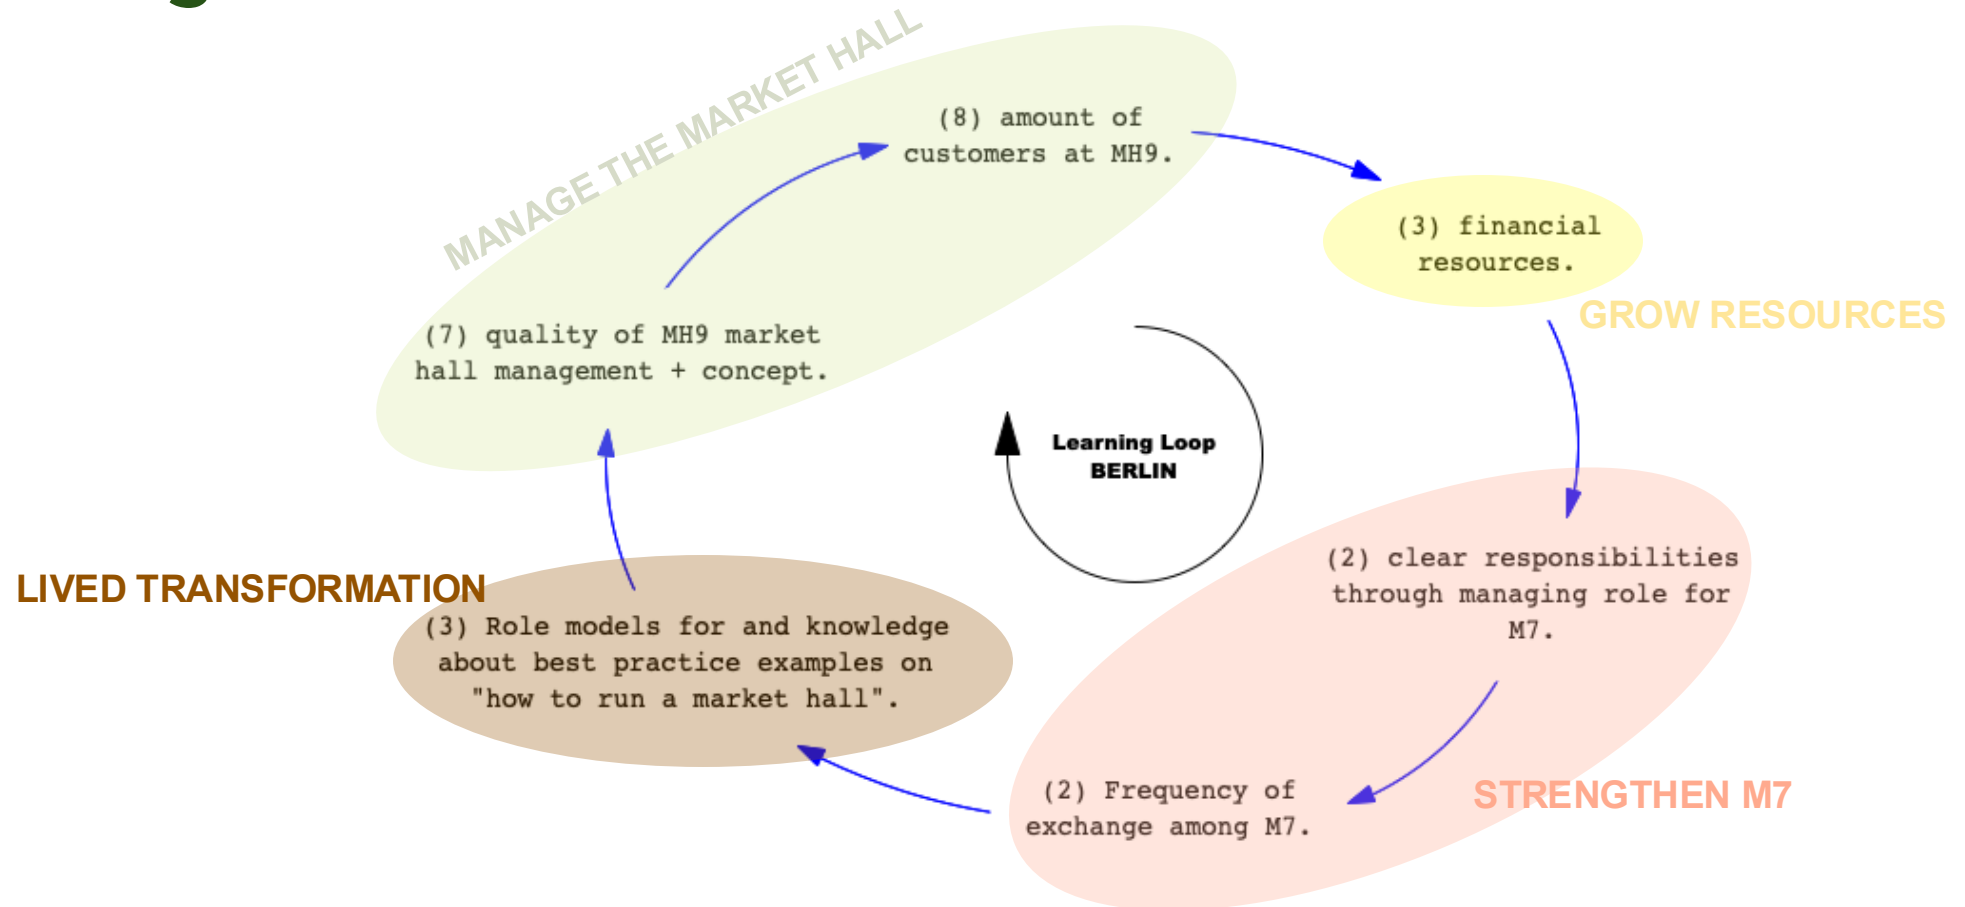 MANAGE THE MARKET HALL
(8) amount of
customers at MH9.
(3) financial
resources.
GROW RESOURCES
(7) quality of MH9 market
hall management + concept.
Learning Loop
BERLIN
(2) clear responsibilities
through managing role for
M7.
LIVED TRANSFORMATION
(3) Role models for and knowledge
about best practice examples on
"how to run a market hall".
(2) Frequency of
exchange among M7.
STRENGTHEN M7